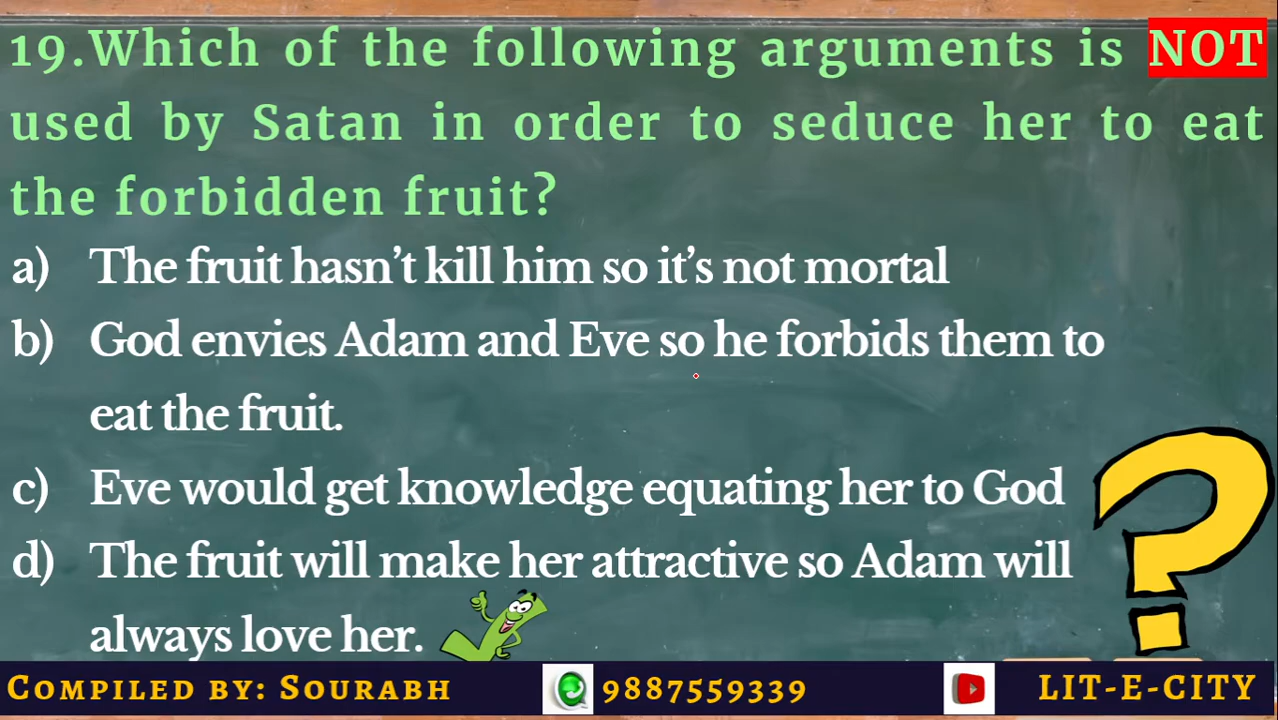 19.Which of the following arguments is NOT
used by Satan in order to seduce her to eat
the forbidden fruit?
a) The fruit hasn’t kill him so it’s not mortal
b) God envies Adam and Eve so he forbids them to
eat the fruit.
c) Eve would get knowledge equating her to God
d) The fruit will make her attractive so Adam will
always love her.
COMPILED BY: SOURABH 9887559339 LIT-E-CITY